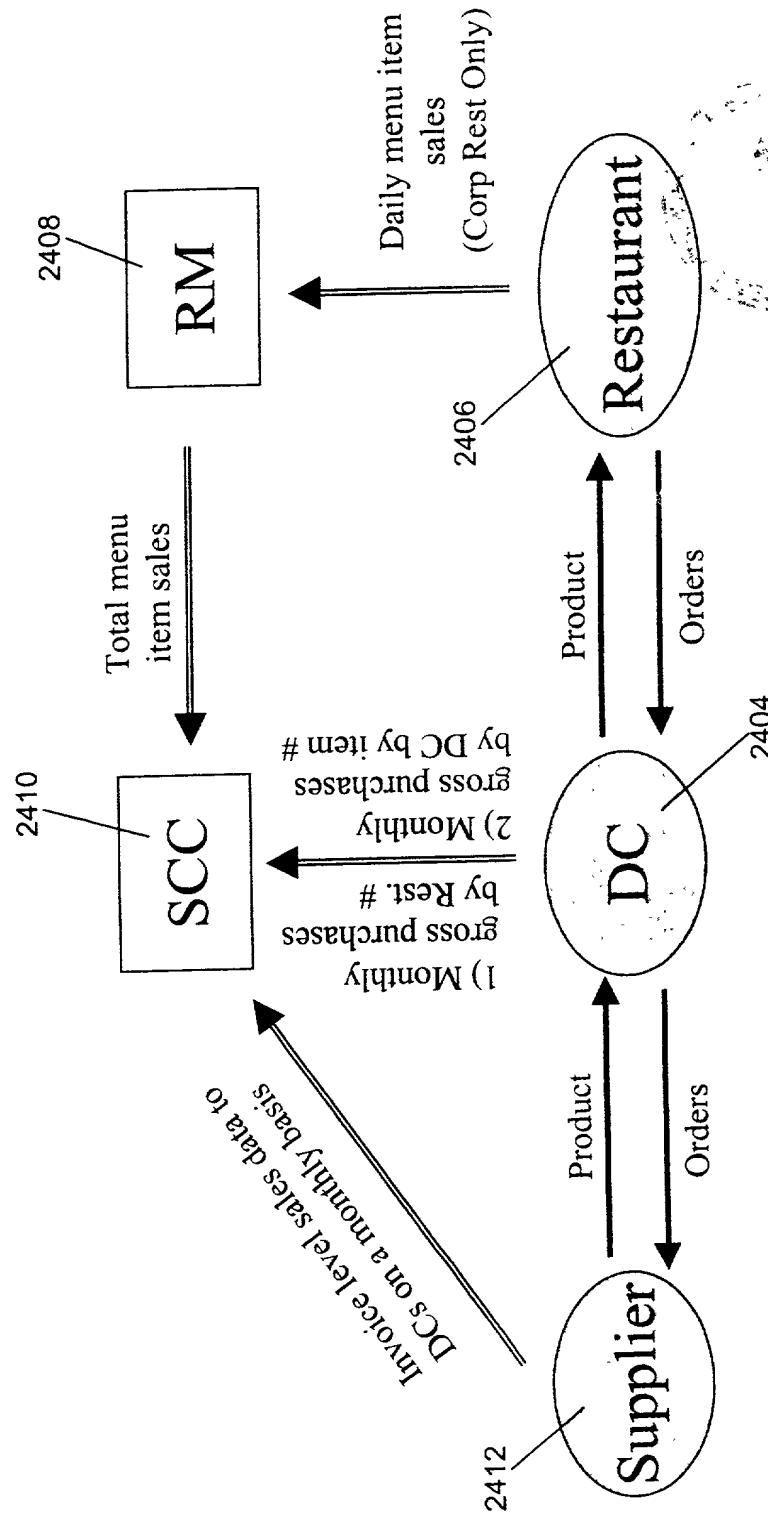 2410
SCC
Total menu
item sales
2408
RM
Invoice level sales data to
DCs on a monthly basis
1) Monthly
gross purchases
by Rest. #
2) Monthly
gross purchases
by DC by item #
Daily menu item
sales
(Corp Rest Only)
2412
Supplier
Product
Orders
DC
2404
Product
Orders
2406
Restaurant